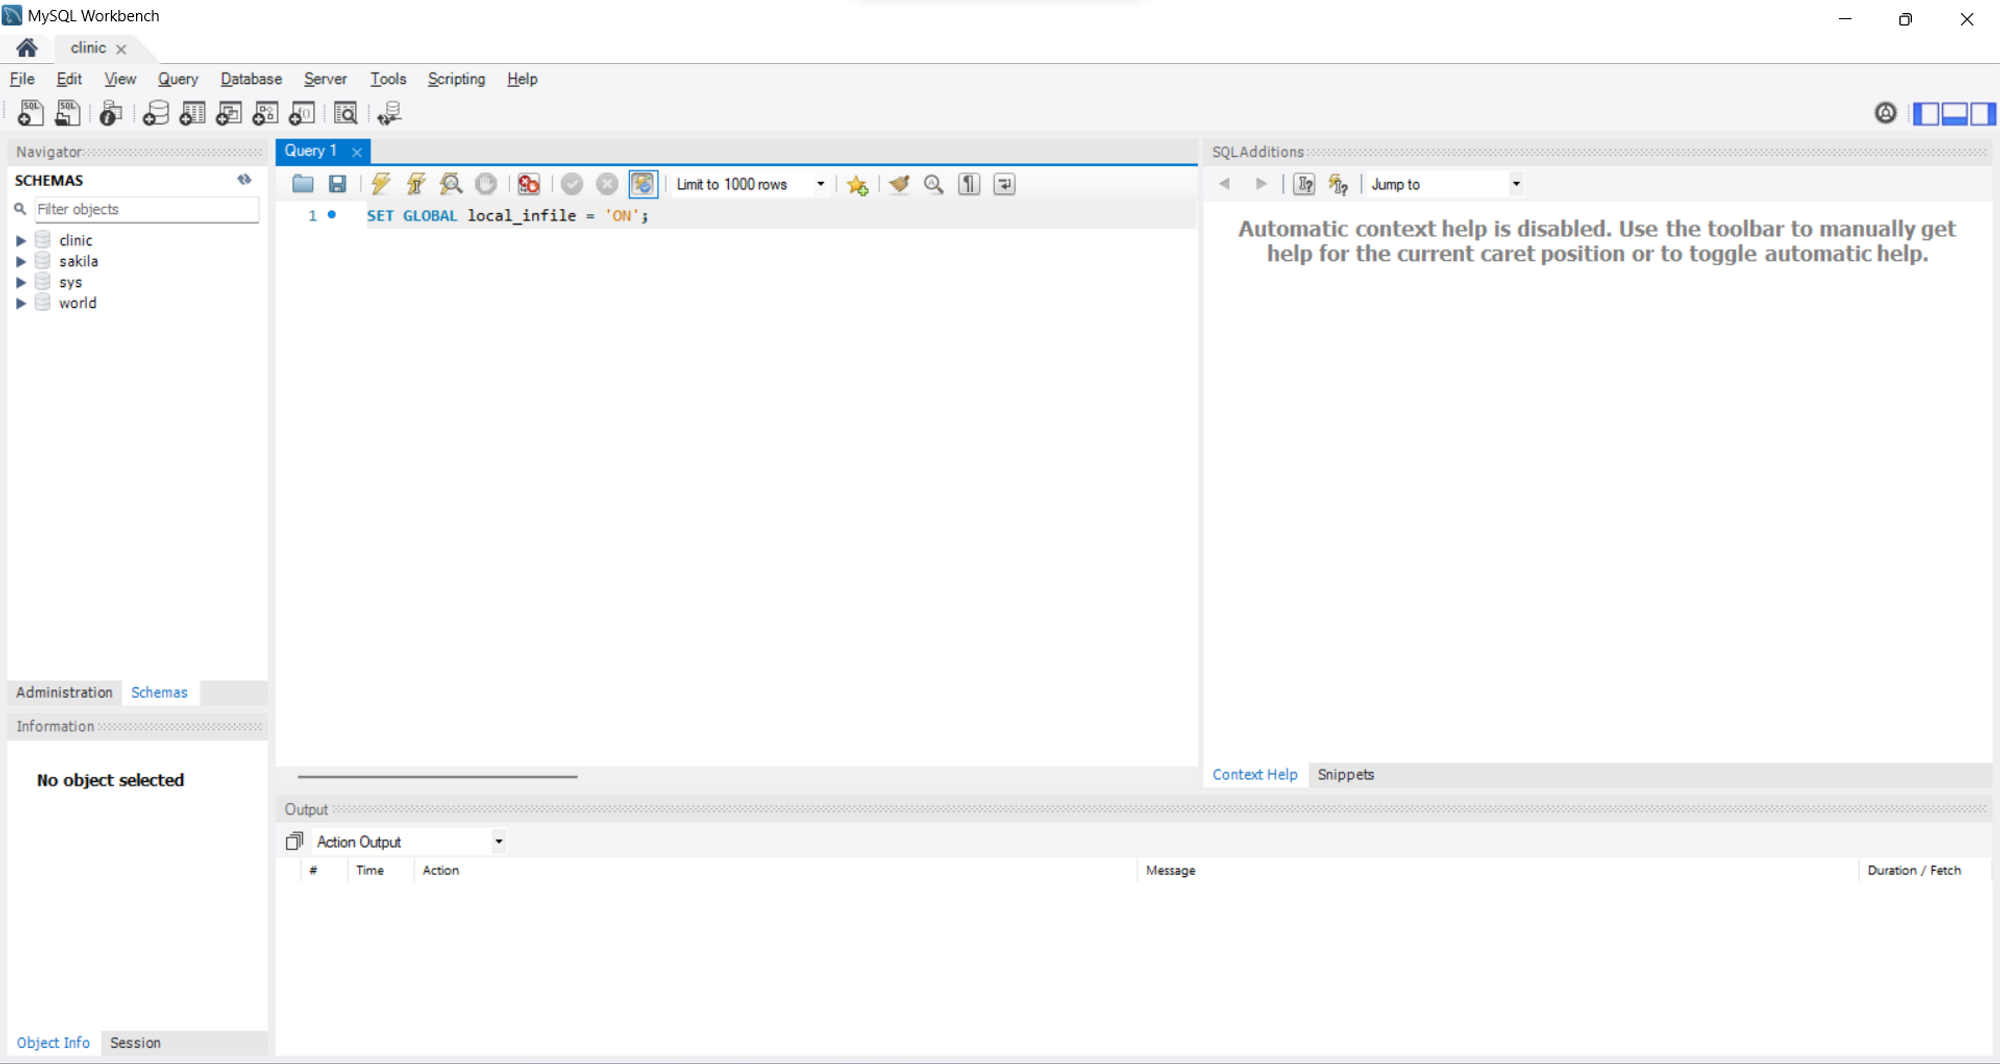 MySQL Workbench
clinic
File Edit View Query Database Server Tools Scripting Help
Navigator
SCHEMAS
Filter objects
clinic
sakila
sys
world
Administration Schemas
Information
No object selected
Object Info Session
Query 1
Limit to 1000 rows
1 SET GLOBAL local_infile = 'ON';
SQLAdditions
Jump to
Automatic context help is disabled. Use the toolbar to manually get
help for the current caret position or to toggle automatic help.
Context Help Snippets
Output
Action Output
# Time Action Message Duration / Fetch